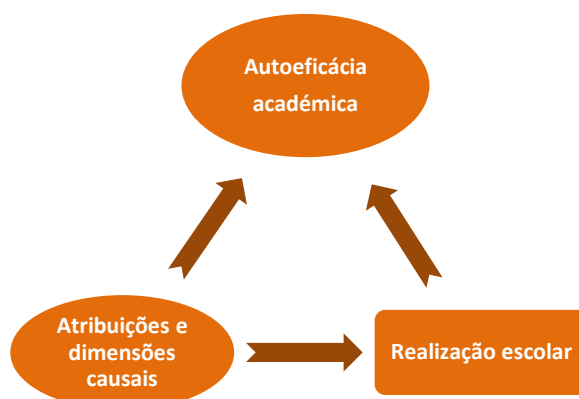 Autoeficácia
académica
Atribuições e
dimensões
causais
Realização escolar